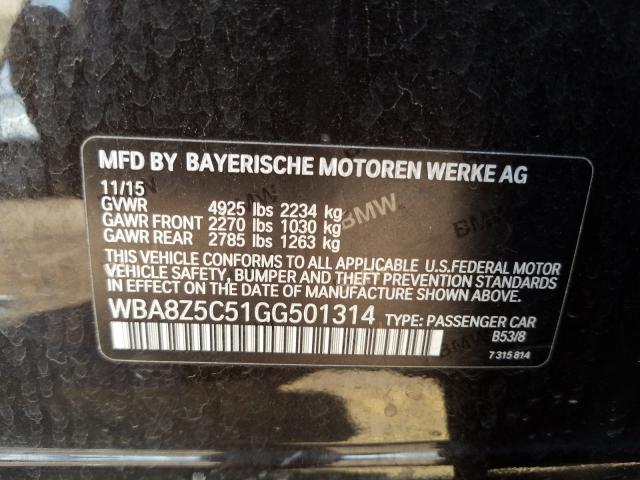 MFD BY BAYERISCHE MOTOREN WERKE AG
11/15
GVWR 4925 lbs 2234 kg
GAWR FRONT 2270 lbs 1030 kg
GAWR REAR 2785 lbs 1263 kg
BMW
THIS VEHICLE CONFORMS TO ALL APPLICABLE U.S.FEDERAL MOTOR
VEHICLE SAFETY, BUMPER AND THEFT PREVENTION STANDARDS IN
EFFECT ON THE DATE OF MANUFACTURE SHOWN ABOVE.
WBA8Z5C51GG501314 TYPE: PASSENGER CAR
B53/8
7 315 814